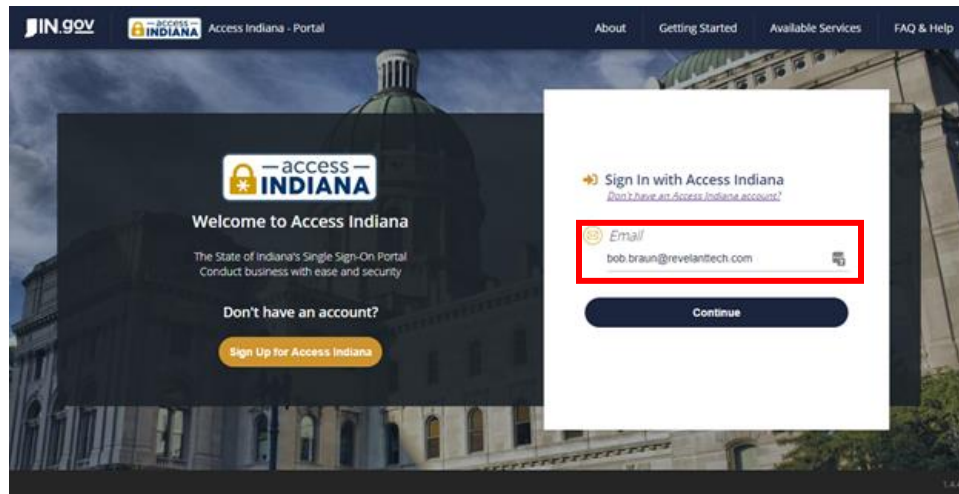 IN.gov
access
INDIANA
Access Indiana - Portal
About
Getting Started
Available Services
FAQ & Help
access
INDIANA
Welcome to Access Indiana
The State of Indiana's Single Sign-On Portal
Conduct business with ease and security
Don't have an account?
Sign Up for Access Indiana
Sign In with Access Indiana
Don't have an Access Indiana account?
Email
bob.braun@revelanttech.com
Continue